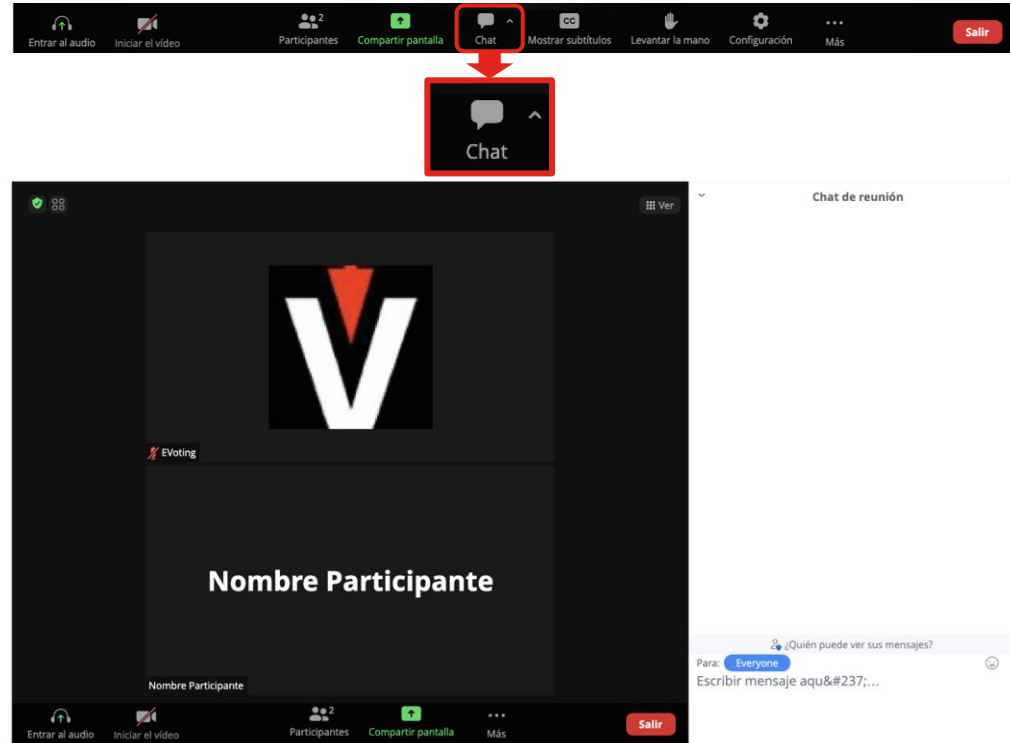 2
Entrar al audio Iniciar el vídeo Participantes Compartir pantalla Chat Mostrar subtítulos Levantar la mano Configuración Más Salir
CC
Chat
Ver
Chat de reunión
V
EVoting
Nombre Participante
Nombre Participante
¿Quién puede ver sus mensajes?
Para: Everyone
Escribir mensaje aqu&#237;...
2
Entrar al audio Iniciar el vídeo Participantes Compartir pantalla Más Salir